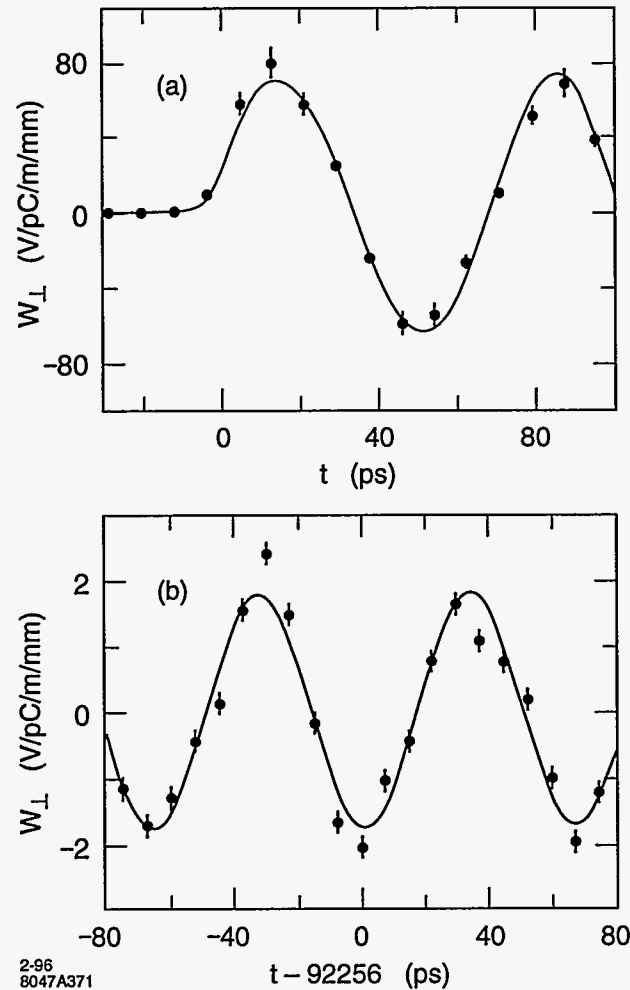 80
(a)
W⊥ (V/pC/m/mm)
0
−80
0 40 80
t (ps)
2
(b)
W⊥ (V/pC/m/mm)
0
−2
−80 −40 0 40 80
t − 92256 (ps)
2-96
8047A371